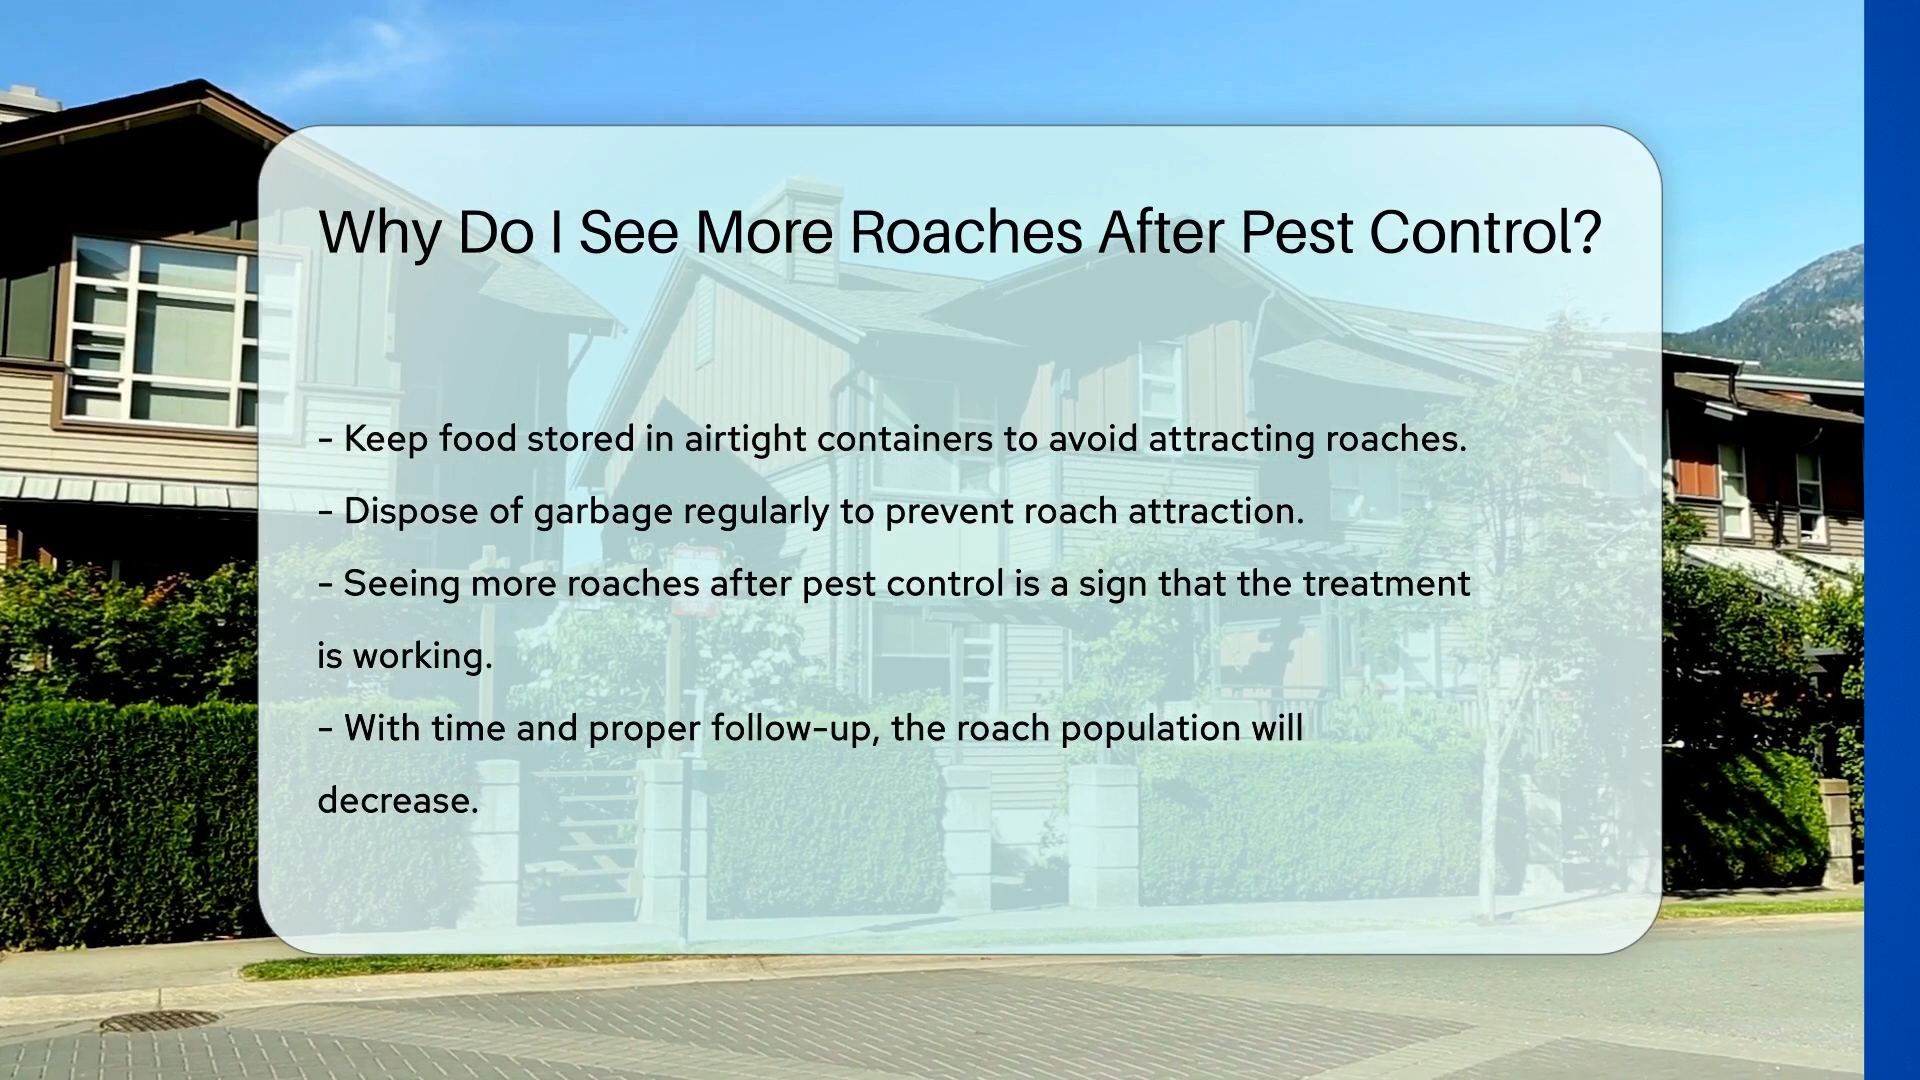 Why Do I See More Roaches After Pest Control?
- Keep food stored in airtight containers to avoid attracting roaches.
- Dispose of garbage regularly to prevent roach attraction.
- Seeing more roaches after pest control is a sign that the treatment
is working.
- With time and proper follow-up, the roach population will
decrease.